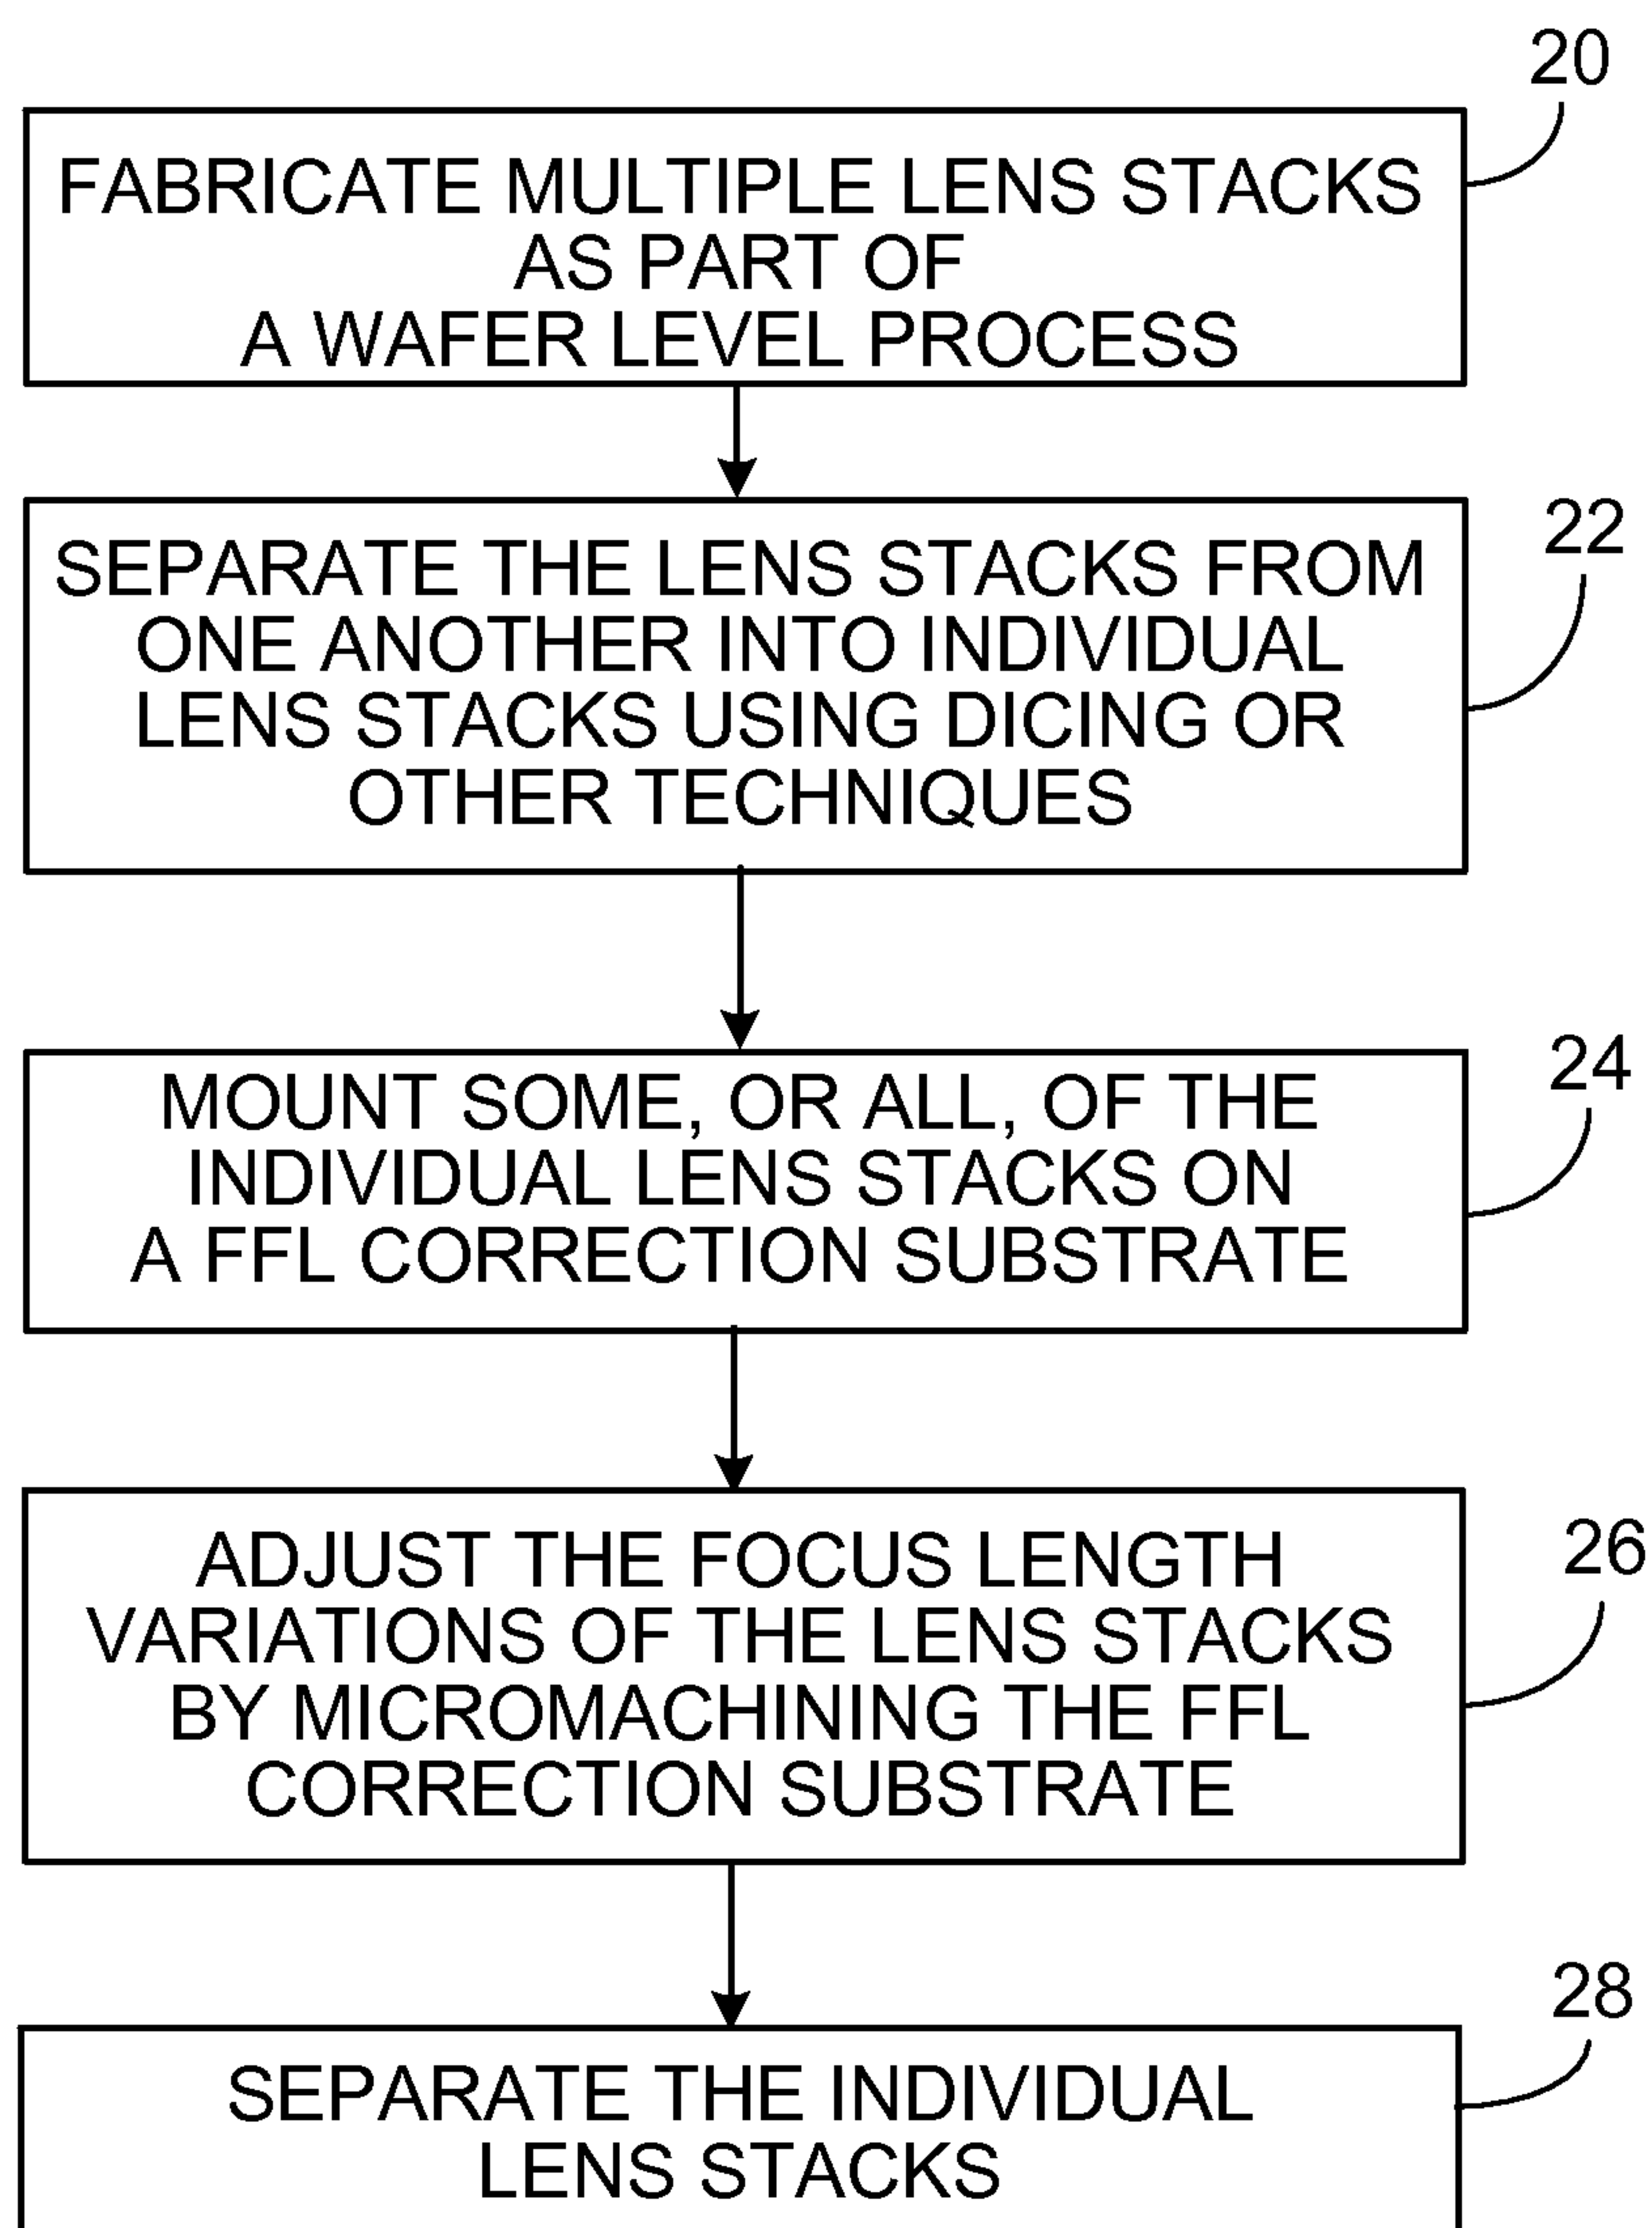 20
FABRICATE MULTIPLE LENS STACKS
AS PART OF
A WAFER LEVEL PROCESS
22
SEPARATE THE LENS STACKS FROM
ONE ANOTHER INTO INDIVIDUAL
LENS STACKS USING DICING OR
OTHER TECHNIQUES
24
MOUNT SOME, OR ALL, OF THE
INDIVIDUAL LENS STACKS ON
A FFL CORRECTION SUBSTRATE
26
ADJUST THE FOCUS LENGTH
VARIATIONS OF THE LENS STACKS
BY MICROMACHINING THE FFL
CORRECTION SUBSTRATE
28
SEPARATE THE INDIVIDUAL
LENS STACKS